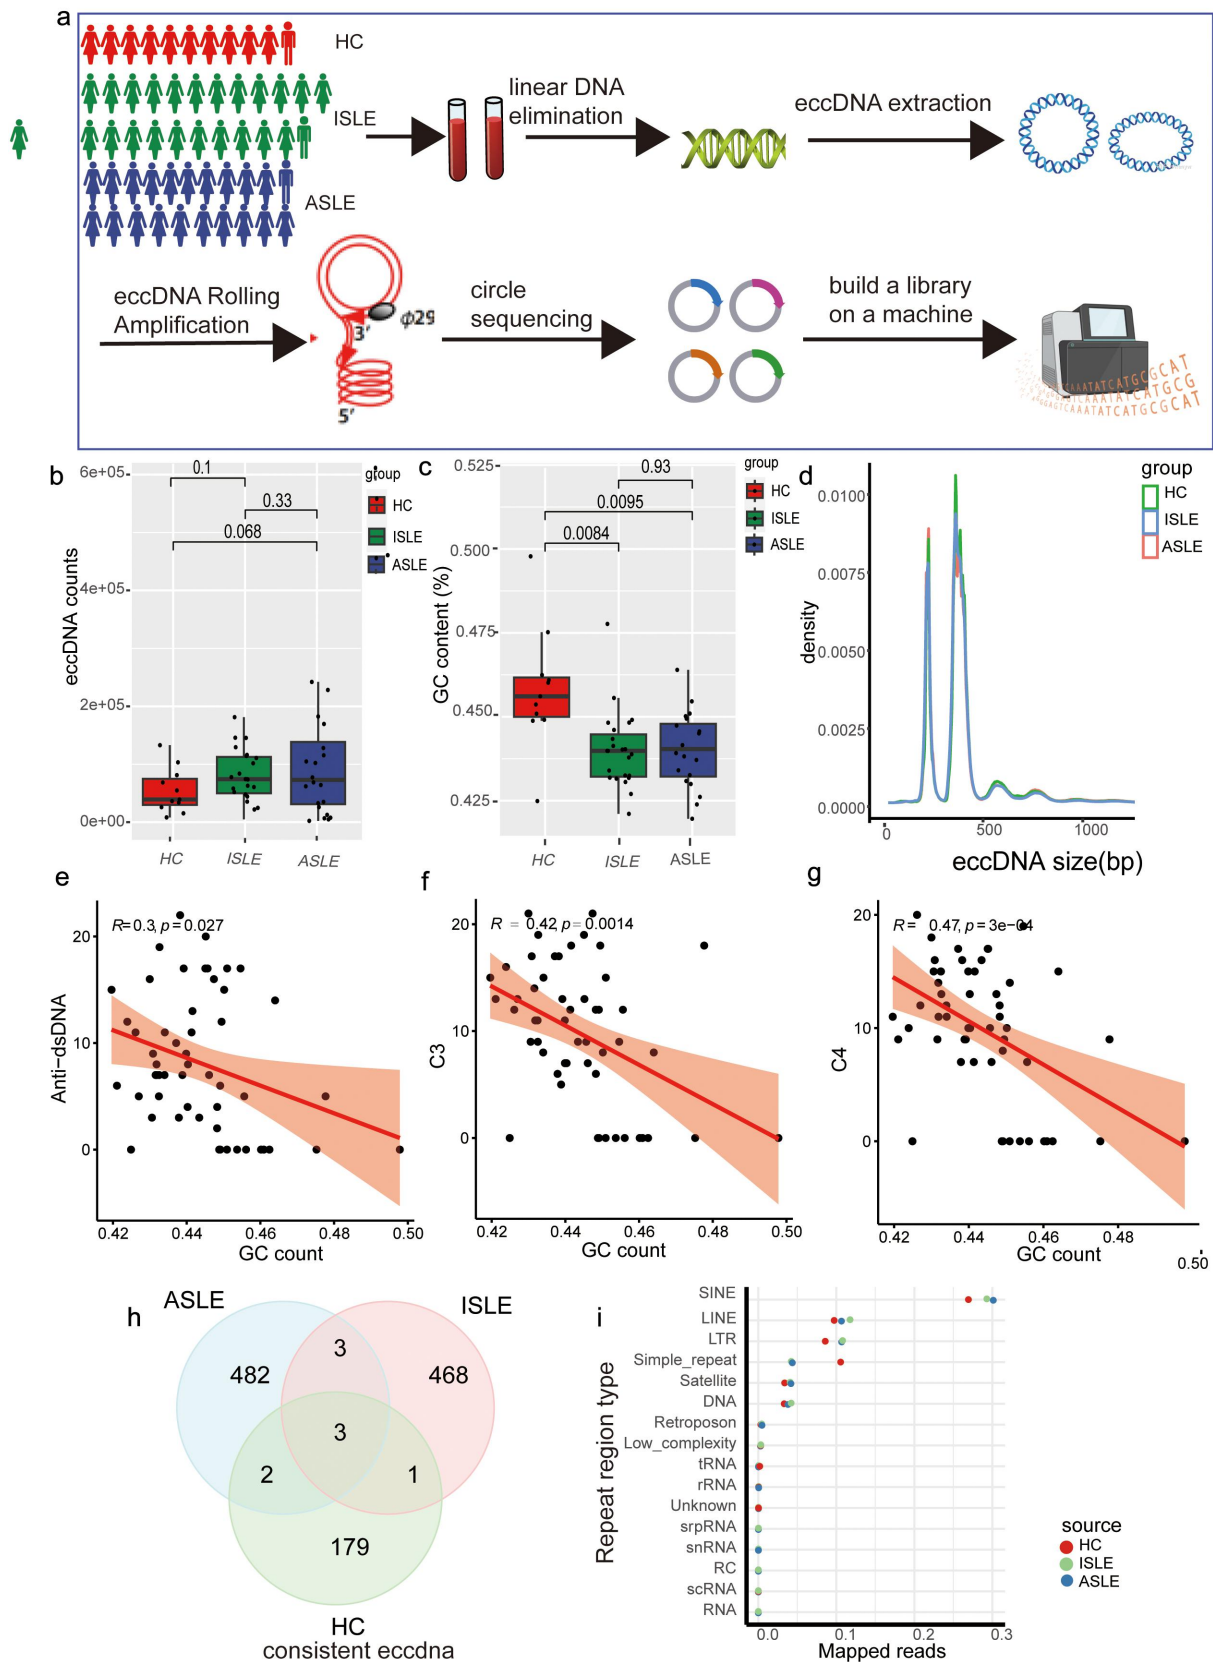 a
HC
ISLE
ASLE
linear DNA
elimination
eccDNA extraction
eccDNA Rolling
Amplification
3′
ϕ29
5′
circle
sequencing
build a library
on a machine
b
6e+05
4e+05
2e+05
0e+00
eccDNA counts
0.1
0.33
0.068
HC
ISLE
ASLE
group
HC
ISLE
ASLE
c
0.525
0.500
0.475
0.450
0.425
GC content (%)
0.93
0.0095
0.0084
HC
ISLE
ASLE
group
HC
ISLE
ASLE
d
0.0100
0.0075
0.0050
0.0025
0.0000
density
0
500
1000
eccDNA size(bp)
group
HC
ISLE
ASLE
e
R=0.3, p=0.027
20
10
0
Anti−dsDNA
0.42
0.44
0.46
0.48
0.50
GC count
f
R = 0.42, p=0.0014
20
10
0
C3
0.42
0.44
0.46
0.48
0.50
GC count
g
R= 0.47, p=3e−04
20
10
0
C4
0.42
0.44
0.46
0.48
0.50
GC count
h
ASLE
ISLE
482
3
468
3
2
1
179
HC
consistent eccdna
i
Repeat region type
SINE
LINE
LTR
Simple_repeat
Satellite
DNA
Retroposon
Low_complexity
tRNA
rRNA
Unknown
srpRNA
snRNA
RC
scRNA
RNA
0.0
0.1
0.2
0.3
Mapped reads
source
HC
ISLE
ASLE